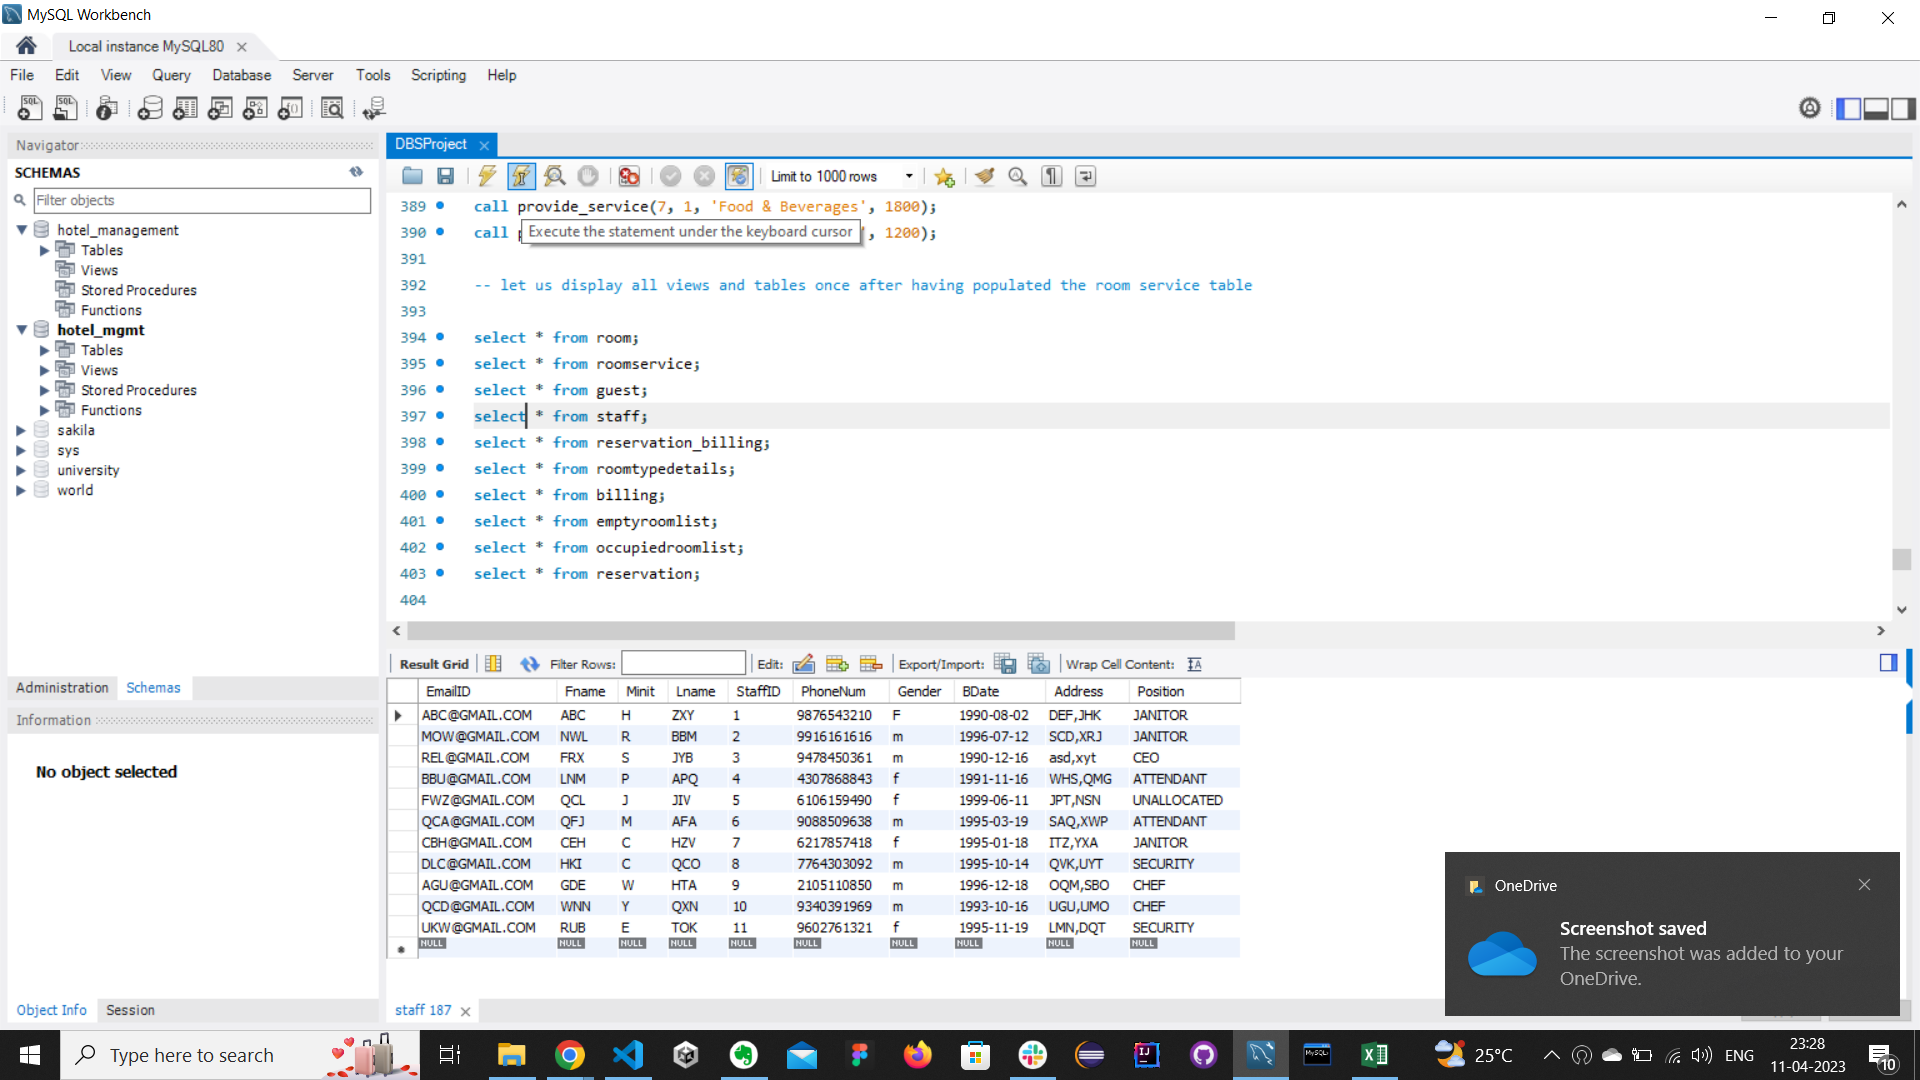 MySQL Workbench
Local instance MySQL80
File Edit View Query Database Server Tools Scripting Help
Navigator
SCHEMAS
Filter objects
hotel_management
Tables
Views
Stored Procedures
Functions
hotel_mgmt
Tables
Views
Stored Procedures
Functions
sakila
sys
university
world
Administration Schemas
Information
No object selected
Object Info Session
DBSProject
Limit to 1000 rows
389 call provide_service(7, 1, 'Food & Beverages', 1800);
390 call p ', 1200);
Execute the statement under the keyboard cursor
391
392 -- let us display all views and tables once after having populated the room service table
393
394 select * from room;
395 select * from roomservice;
396 select * from guest;
397 select * from staff;
398 select * from reservation_billing;
399 select * from roomtypedetails;
400 select * from billing;
401 select * from emptyroomlist;
402 select * from occupiedroomlist;
403 select * from reservation;
404
Result Grid Filter Rows: Edit: Export/Import: Wrap Cell Content:
EmailID Fname Minit Lname StaffID PhoneNum Gender BDate Address Position
ABC@GMAIL.COM ABC H ZXY 1 9876543210 F 1990-08-02 DEF,JHK JANITOR
MOW@GMAIL.COM NWL R BBM 2 9916161616 m 1996-07-12 SCD,XRJ JANITOR
REL@GMAIL.COM FRX S JYB 3 9478450361 m 1990-12-16 asd,xyt CEO
BBU@GMAIL.COM LNM P APQ 4 4307868843 f 1991-11-16 WHS,QMG ATTENDANT
FWZ@GMAIL.COM QCL J JIV 5 6106159490 f 1999-06-11 JPT,NSN UNALLOCATED
QCA@GMAIL.COM QFJ M AFA 6 9088509638 m 1995-03-19 SAQ,XWP ATTENDANT
CBH@GMAIL.COM CEH C HZV 7 6217857418 f 1995-01-18 ITZ,YXA JANITOR
DLC@GMAIL.COM HKI C QCO 8 7764303092 m 1995-10-14 QVK,UYT SECURITY
AGU@GMAIL.COM GDE W HTA 9 2105110850 m 1996-12-18 OQM,SBO CHEF
QCD@GMAIL.COM WNN Y QXN 10 9340391969 m 1993-10-16 UGU,UMO CHEF
UKW@GMAIL.COM RUB E TOK 11 9602761321 f 1995-11-19 LMN,DQT SECURITY
NULL NULL NULL NULL NULL NULL NULL NULL NULL NULL
staff 187
OneDrive
Screenshot saved
The screenshot was added to your
OneDrive.
Type here to search
25°C
ENG
23:28
11-04-2023
10